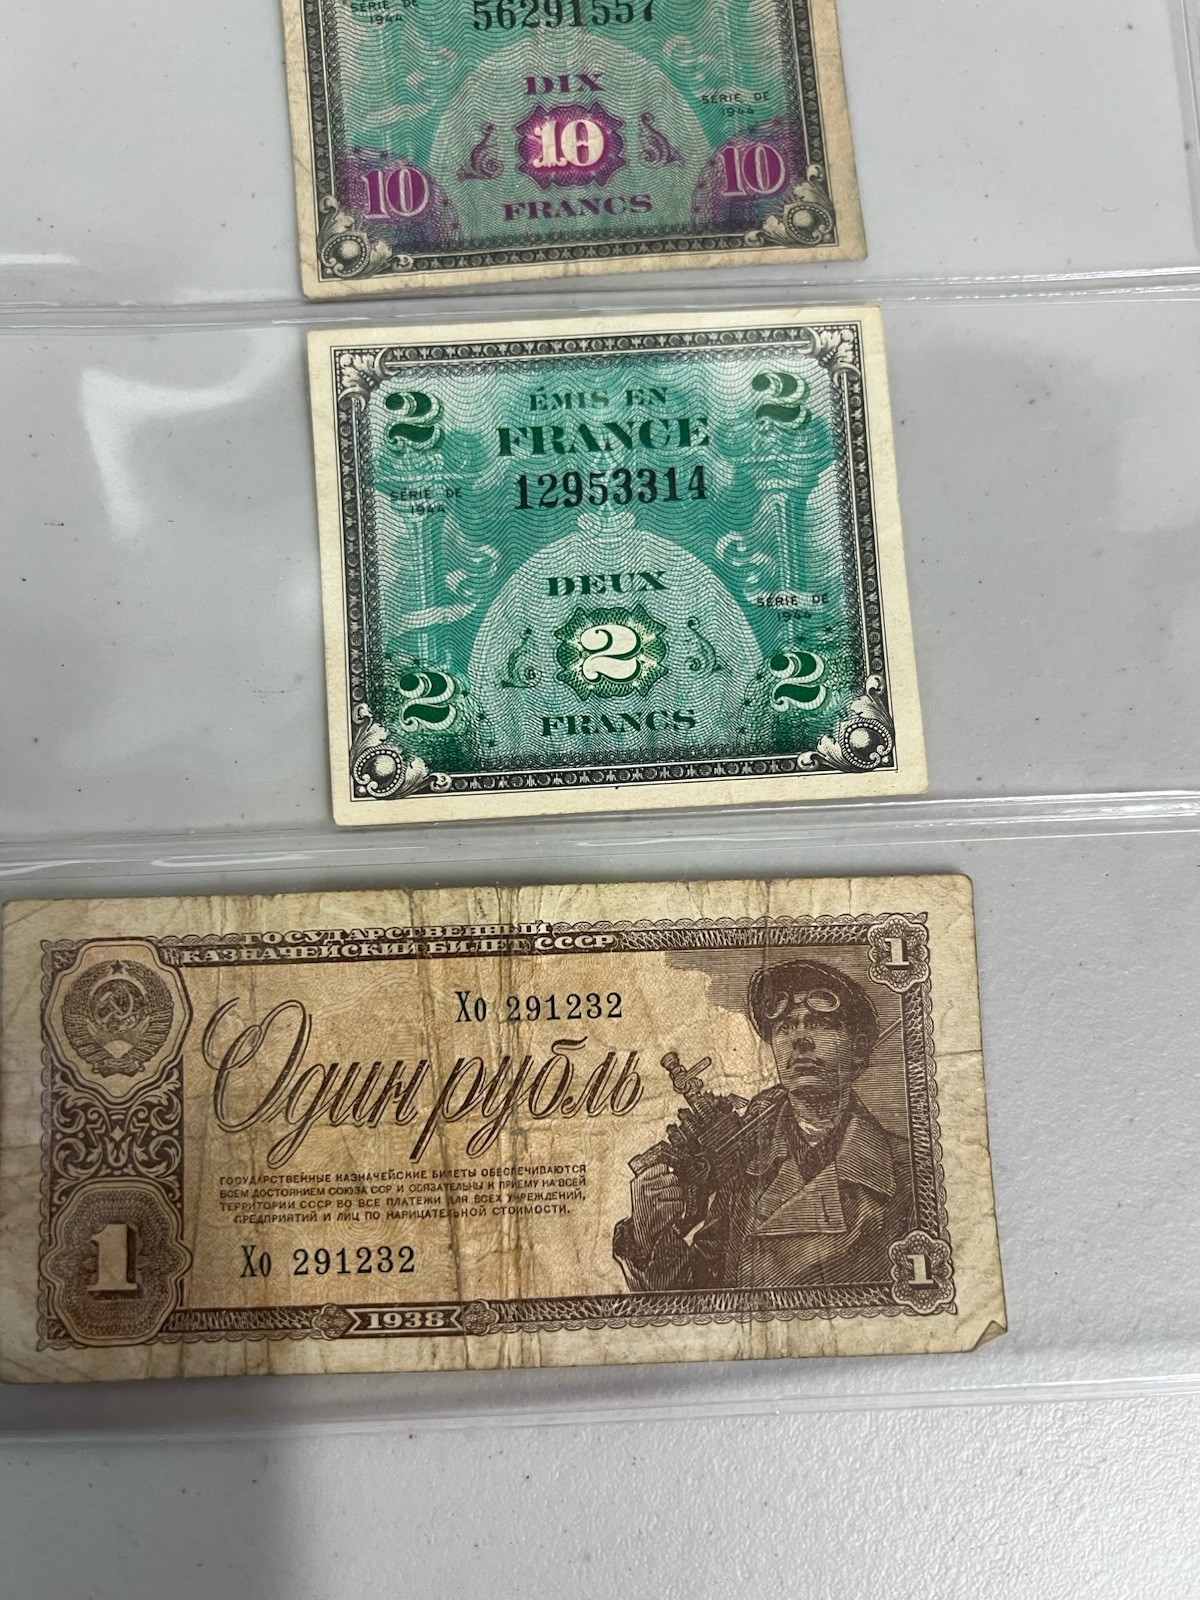 SÉRIE DE
1944
56291557
DIX
SÉRIE DE
1944
10
10
10
FRANCS
2
ÉMIS EN
2
FRANCE
12953314
SÉRIE DE
1944
DEUX
SÉRIE DE
1944
2
2
2
FRANCS
ГОСУДАРСТВЕННЫЙ
КАЗНАЧЕЙСКИЙ БИЛЕТ СССР
1
Хо 291232
Один рубль
ГОСУДАРСТВЕННЫЕ КАЗНАЧЕЙСКИЕ БИЛЕТЫ ОБЕСПЕЧИВАЮТСЯ
ВСЕМ ДОСТОЯНИЕМ СОЮЗА ССР И ОБЯЗАТЕЛЬНЫ К ПРИЕМУ НА ВСЕЙ
ТЕРРИТОРИИ СССР ВО ВСЕ ПЛАТЕЖИ ДЛЯ ВСЕХ УЧРЕЖДЕНИЙ,
ПРЕДПРИЯТИЙ И ЛИЦ ПО НАРИЦАТЕЛЬНОЙ СТОИМОСТИ.
1
Хо 291232
1
1938